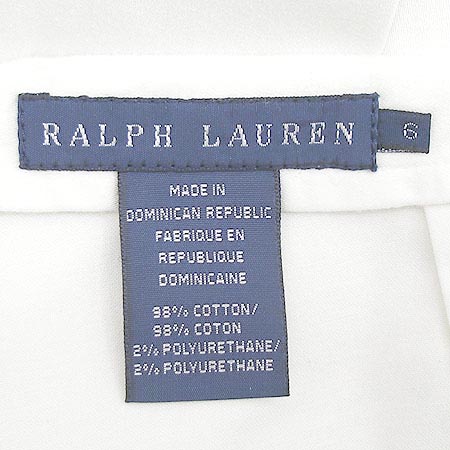 RALPH LAUREN 6
MADE IN
DOMINICAN REPUBLIC
FABRIQUE EN
REPUBLIQUE
DOMINICAINE
98% COTTON/
98% COTON
2% POLYURETHANE/
2% POLYURETHANE